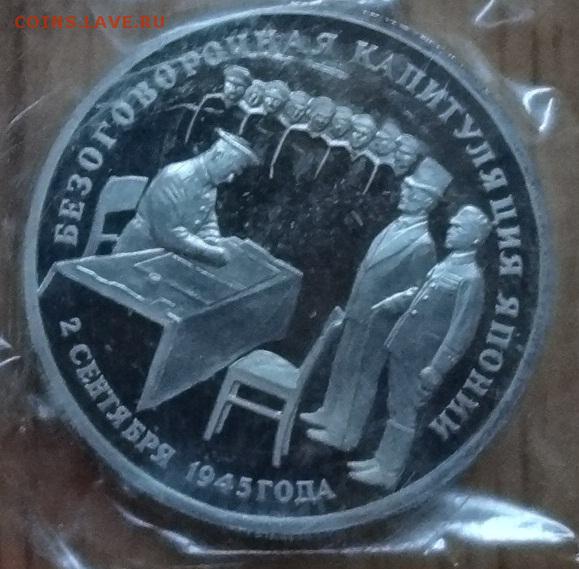 COINS.LAVE.RU
БЕЗОГОВОРОЧНАЯ КАПИТУЛЯЦИЯ ЯПОНИИ
2 СЕНТЯБРЯ 1945 ГОДА